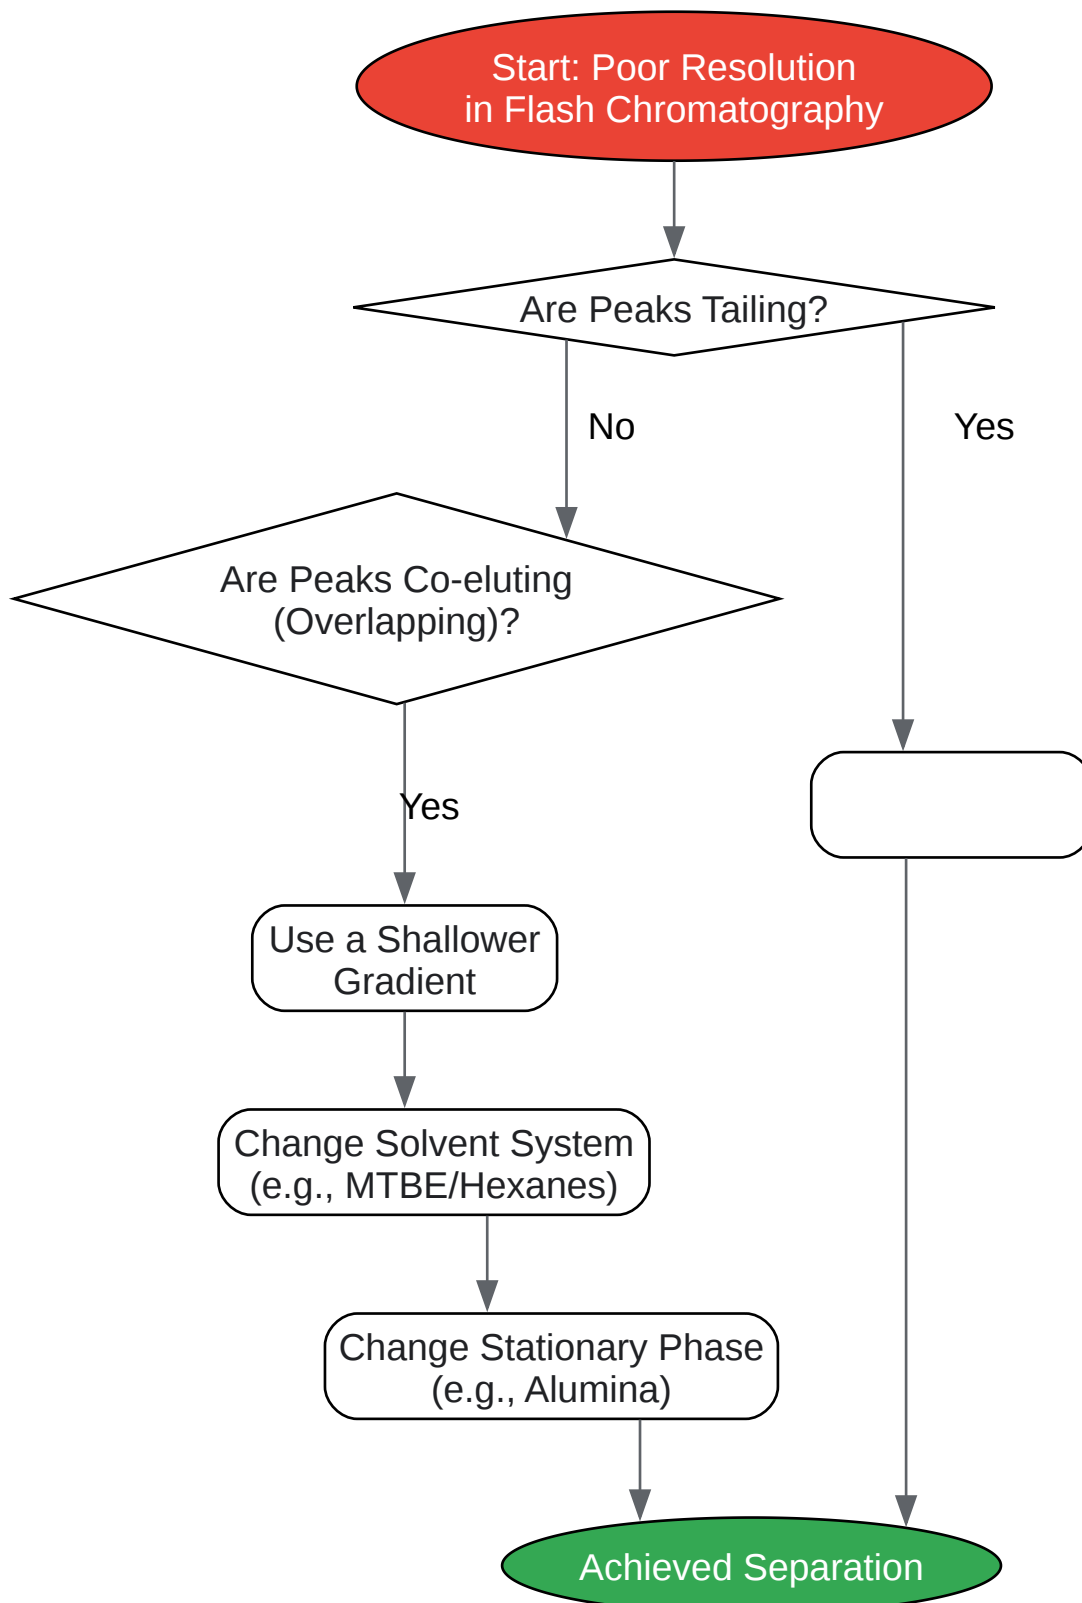 Start: Poor Resolution
in Flash Chromatography
Are Peaks Tailing?
No
Yes
Are Peaks Co-eluting
(Overlapping)?
Yes
Use a Shallower
Gradient
Change Solvent System
(e.g., MTBE/Hexanes)
Change Stationary Phase
(e.g., Alumina)
Achieved Separation